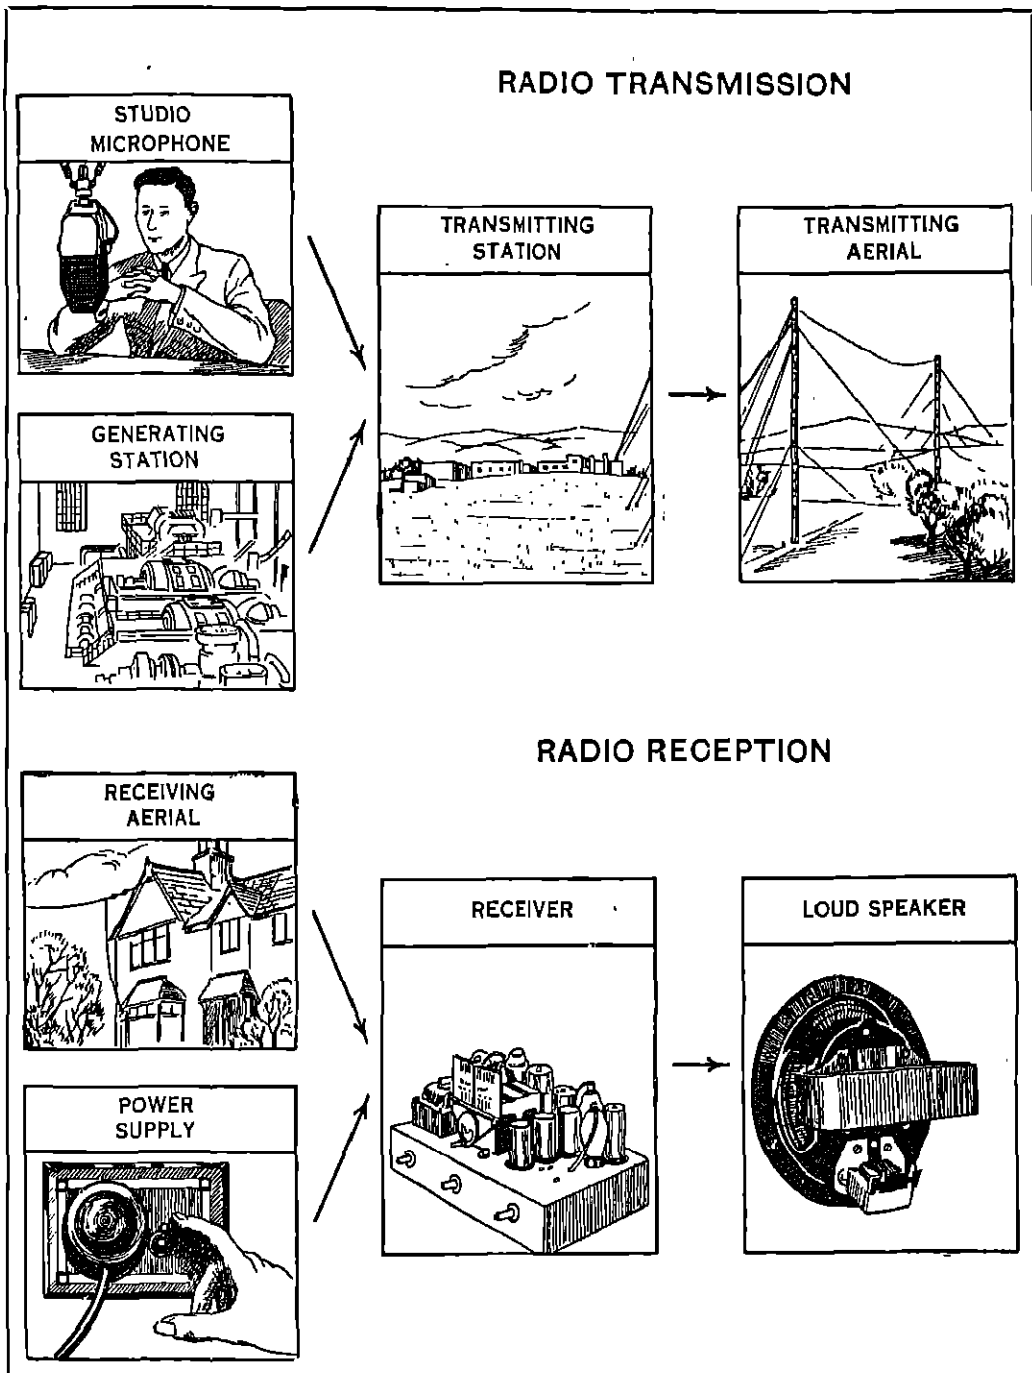 RADIO TRANSMISSION
STUDIO
MICROPHONE
TRANSMITTING
STATION
TRANSMITTING
AERIAL
GENERATING
STATION
RADIO RECEPTION
RECEIVING
AERIAL
RECEIVER
LOUD SPEAKER
POWER
SUPPLY